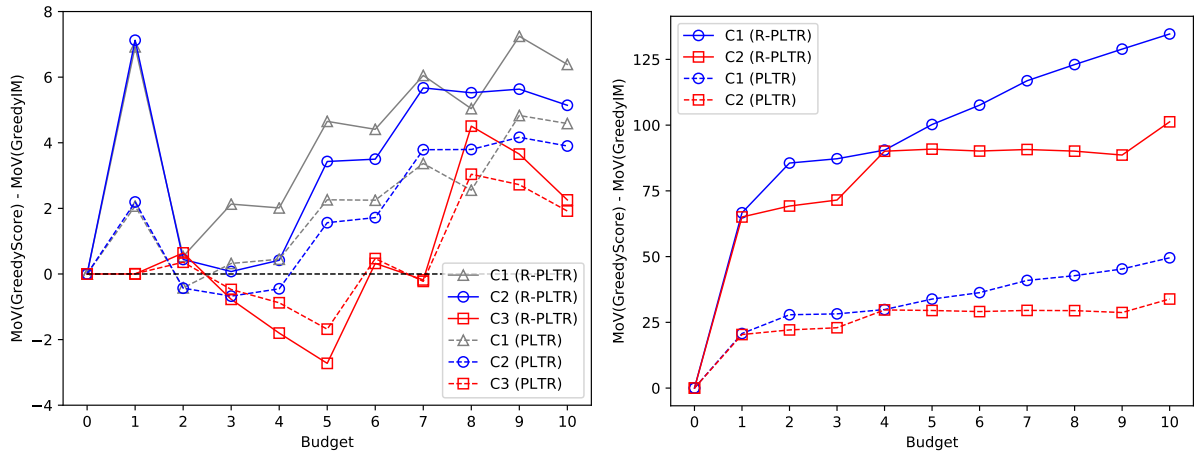 8
6
4
2
0
−2
−4
MoV(GreedyScore) - MoV(GreedyIM)
0 1 2 3 4 5 6 7 8 9 10
Budget
C1 (R-PLTR)
C2 (R-PLTR)
C3 (R-PLTR)
C1 (PLTR)
C2 (PLTR)
C3 (PLTR)
125
100
75
50
25
0
MoV(GreedyScore) - MoV(GreedyIM)
0 1 2 3 4 5 6 7 8 9 10
Budget
C1 (R-PLTR)
C2 (R-PLTR)
C1 (PLTR)
C2 (PLTR)